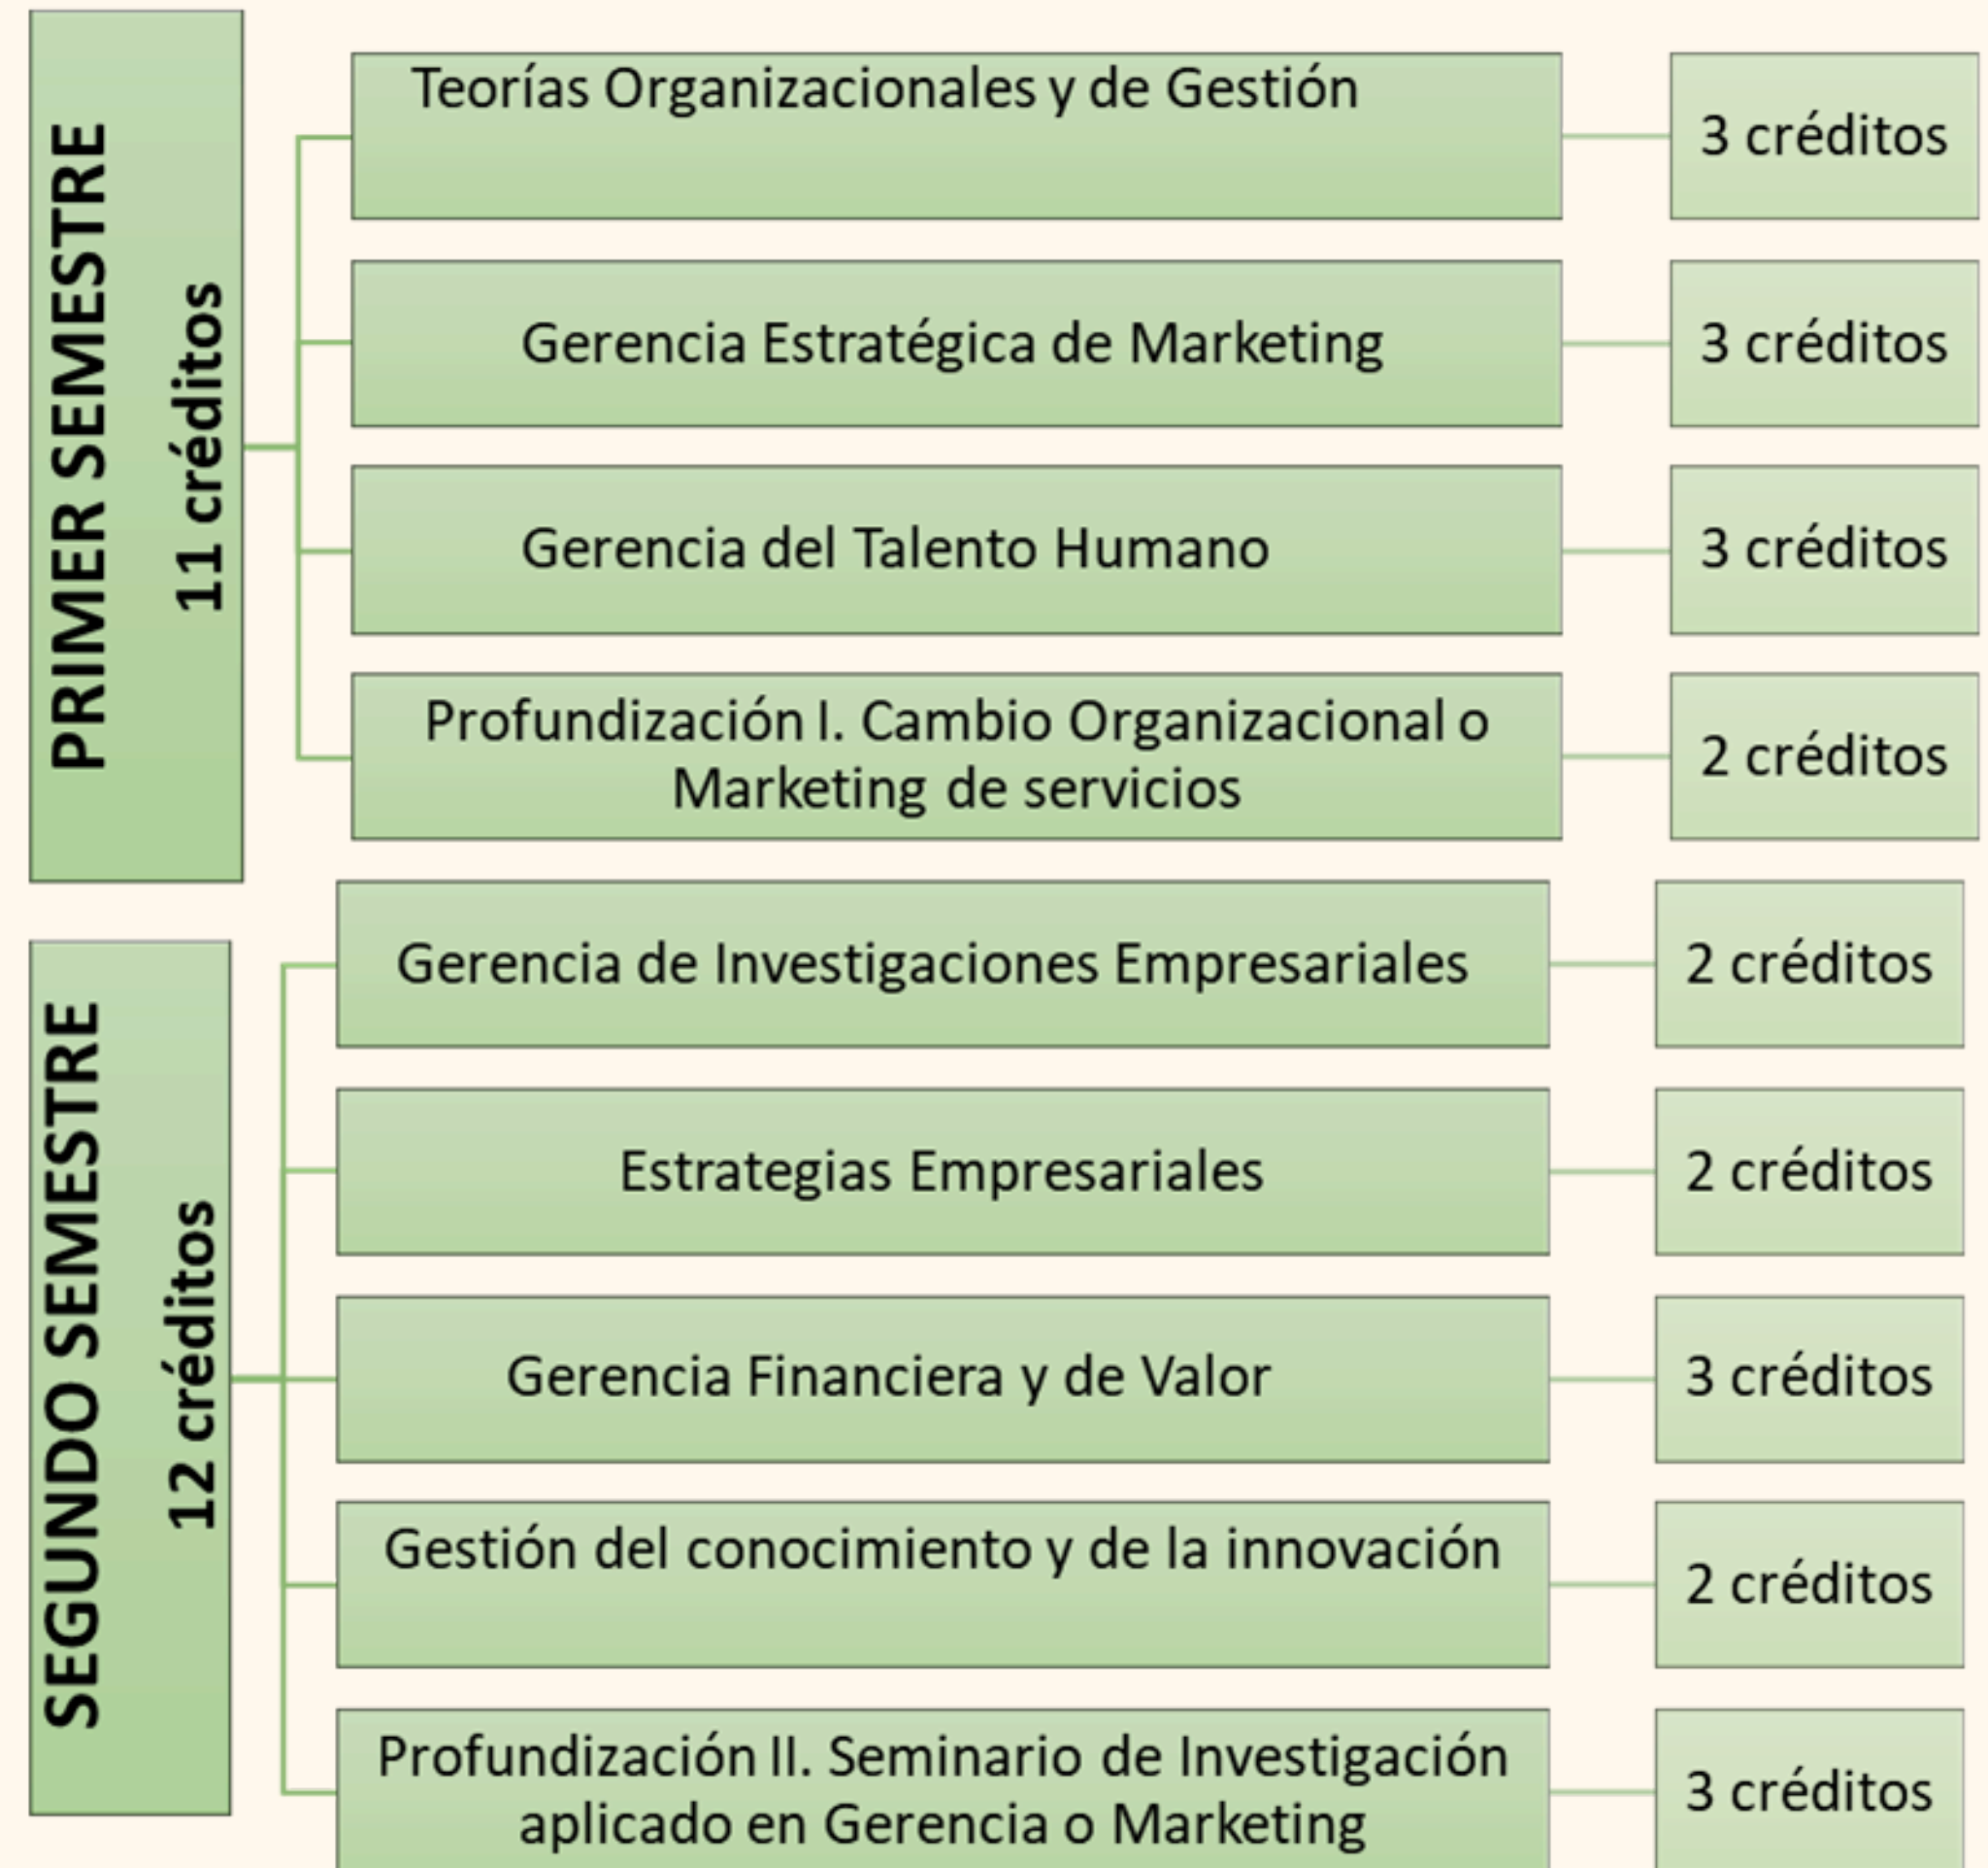 PRIMER SEMESTRE
11 créditos
Teorías Organizacionales y de Gestión
3 créditos
Gerencia Estratégica de Marketing
3 créditos
Gerencia del Talento Humano
3 créditos
Profundización I. Cambio Organizacional o
Marketing de servicios
2 créditos
SEGUNDO SEMESTRE
12 créditos
Gerencia de Investigaciones Empresariales
2 créditos
Estrategias Empresariales
2 créditos
Gerencia Financiera y de Valor
3 créditos
Gestión del conocimiento y de la innovación
2 créditos
Profundización II. Seminario de Investigación
aplicado en Gerencia o Marketing
3 créditos